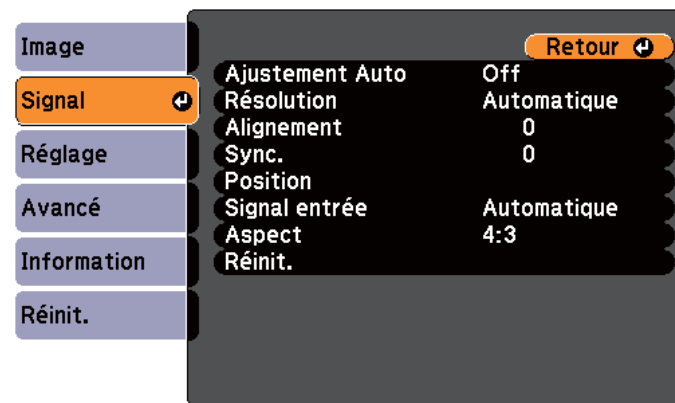 Image
Signal
Réglage
Avancé
Information
Réinit.
Retour
Ajustement Auto Off
Résolution Automatique
Alignement 0
Sync. 0
Position
Signal entrée Automatique
Aspect 4:3
Réinit.